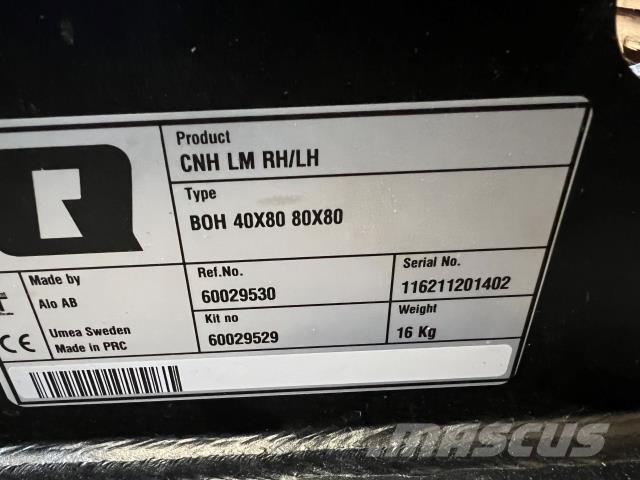 Product
CNH LM RH/LH
Type
BOH 40X80 80X80
Made by
Alo AB
Umea Sweden
Made in PRC
CE
Ref.No.
60029530
Kit no
60029529
Serial No.
116211201402
Weight
16 Kg
MASCUS